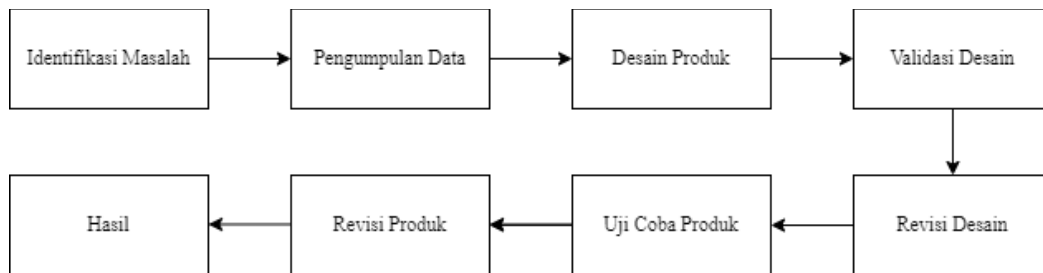 Identifikasi Masalah
Pengumpulan Data
Desain Produk
Validasi Desain
Hasil
Revisi Produk
Uji Coba Produk
Revisi Desain